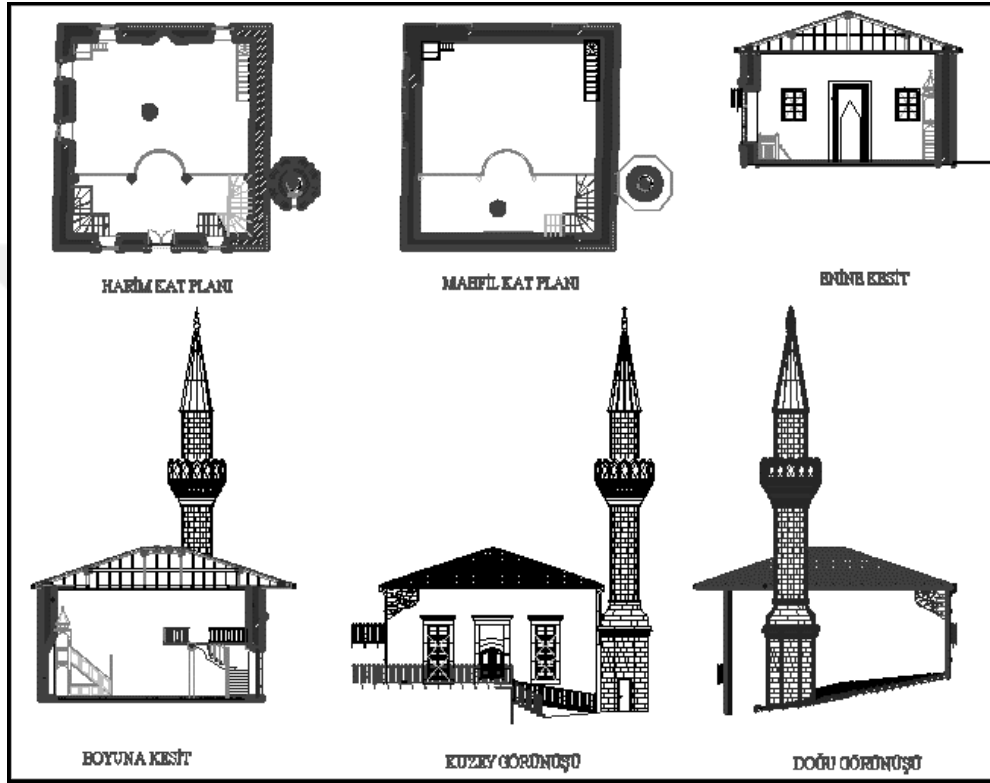 HARİM KAT PLANI
MAHFİL KAT PLANI
ENİNE KESİT
BOYUNA KESİT
KUZEY GÖRÜNÜŞÜ
DOĞU GÖRÜNÜŞÜ